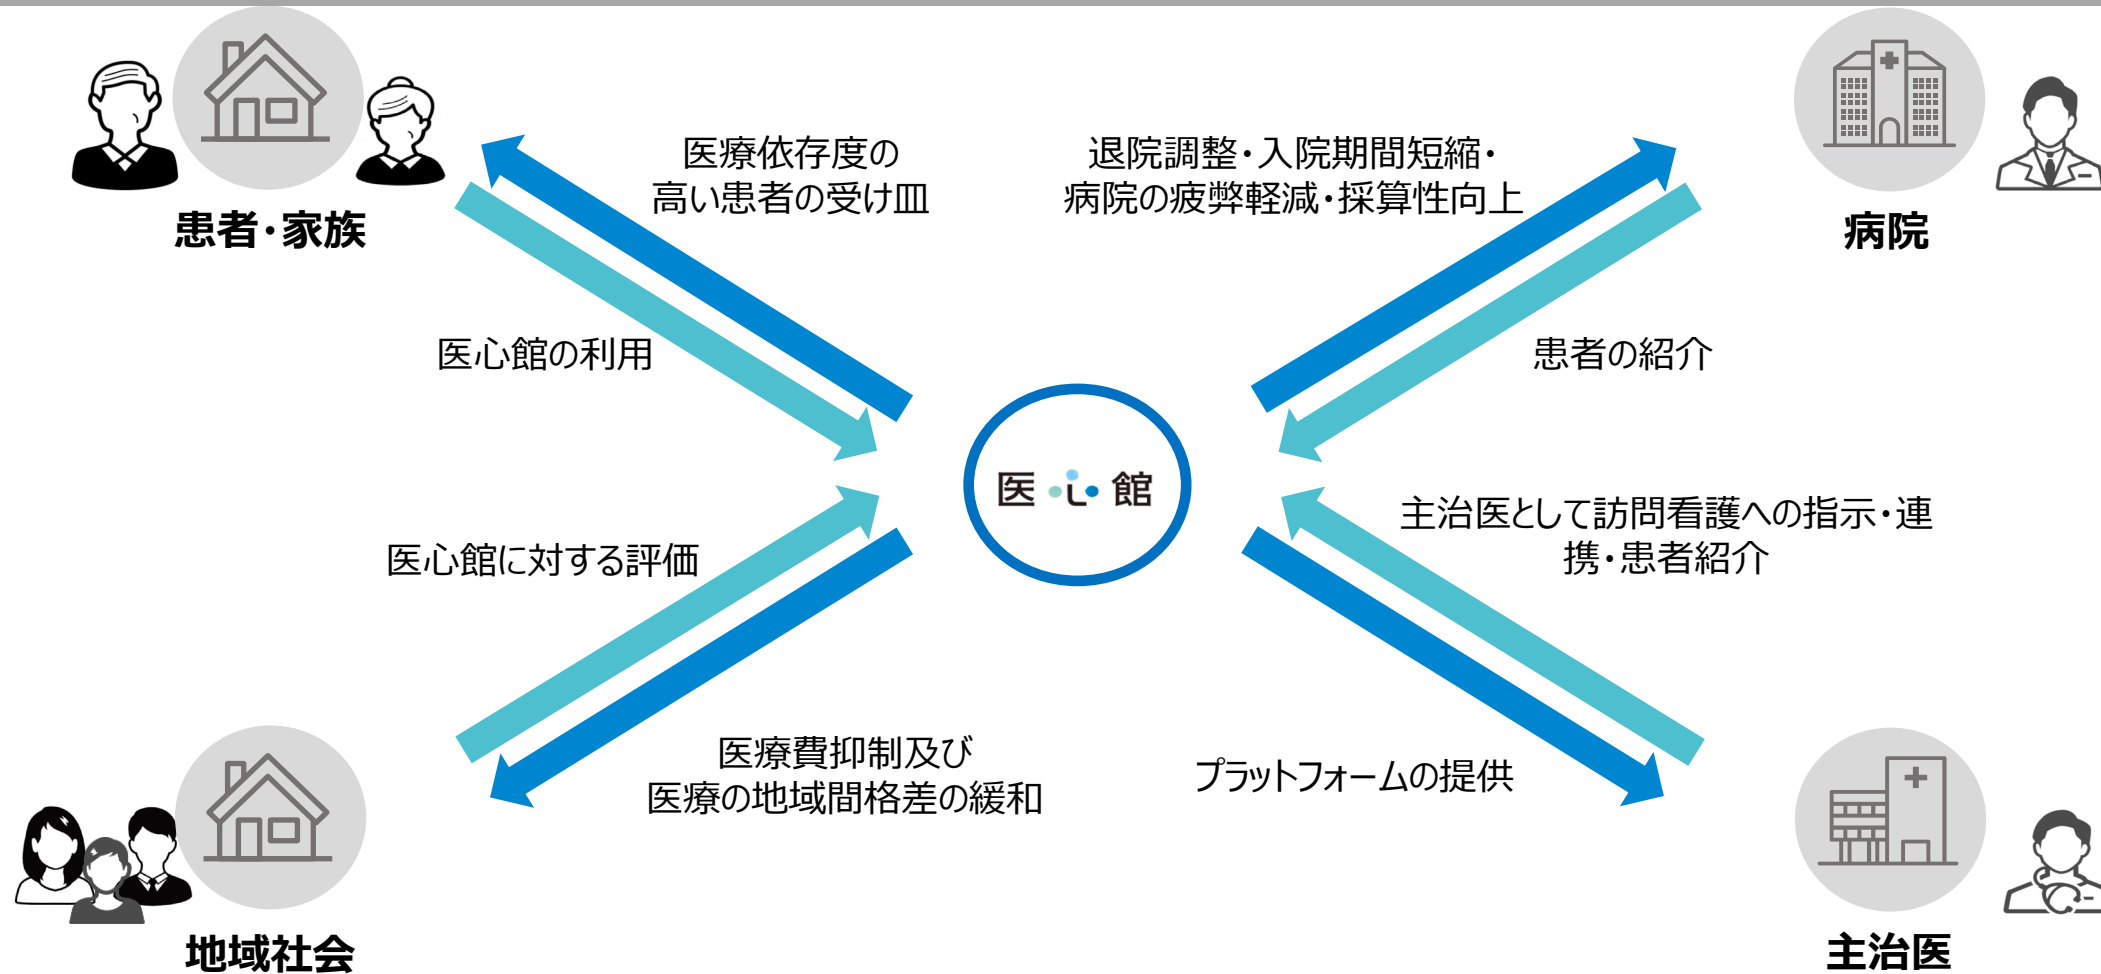 医療依存度の
高い患者の受け皿
退院調整・入院期間短縮・
病院の疲弊軽減・採算性向上
患者・家族
病院
医心館の利用
患者の紹介
医心館
主治医として訪問看護への指示・連
携・患者紹介
医心館に対する評価
医療費抑制及び
医療の地域間格差の緩和
プラットフォームの提供
地域社会
主治医